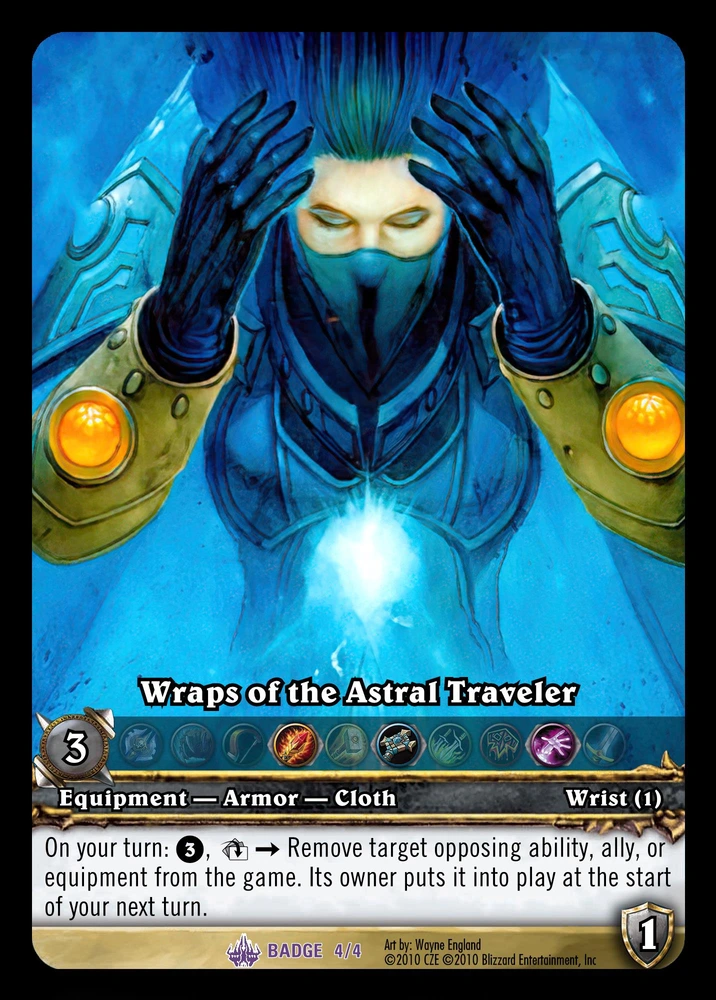 Wraps of the Astral Traveler
3
Equipment — Armor — Cloth Wrist (1)
On your turn: 3, → Remove target opposing ability, ally, or
equipment from the game. Its owner puts it into play at the start
of your next turn.
1
BADGE 4/4
Art by: Wayne England
©2010 CZE ©2010 Blizzard Entertainment, Inc